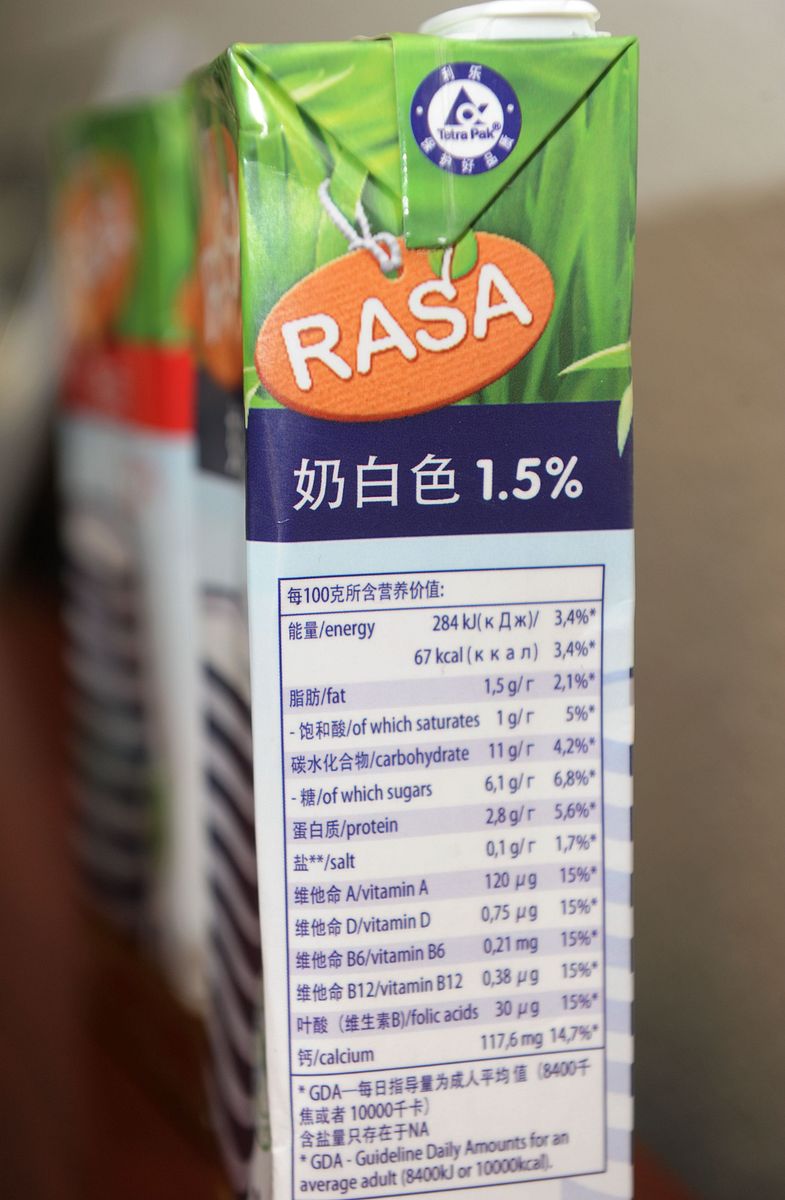 利乐
Tetra Pak®
保护好品质
RASA
奶白色 1.5%
每100克所含营养价值:
能量/energy 284 kJ(к Дж)/ 3,4%*
67 kcal (к к а л) 3,4%*
脂肪/fat 1,5 g/г 2,1%*
- 饱和酸/of which saturates 1 g/г 5%*
碳水化合物/carbohydrate 11 g/г 4,2%*
- 糖/of which sugars 6,1 g/г 6,8%*
蛋白质/protein 2,8 g/г 5,6%*
盐**/salt 0,1 g/г 1,7%*
维他命 A/vitamin A 120 µg 15%*
维他命 D/vitamin D 0,75 µg 15%*
维他命 B6/vitamin B6 0,21 mg 15%*
维他命 B12/vitamin B12 0,38 µg 15%*
叶酸（维生素B)/folic acids 30 µg 15%*
钙/calcium 117,6 mg 14,7%*
* GDA—每日指导量为成人平均 值（8400千
焦或者 10000千卡）
含盐量只存在于NA
* GDA - Guideline Daily Amounts for an
average adult (8400kJ or 10000kcal).